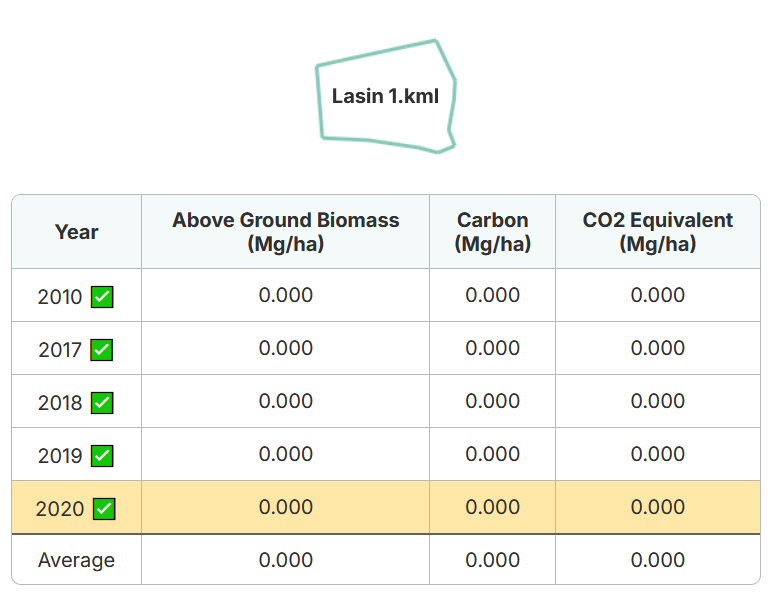 Lasin 1.kml
Year Above Ground Biomass (Mg/ha) Carbon (Mg/ha) CO2 Equivalent (Mg/ha)
2010 ✅ 0.000 0.000 0.000
2017 ✅ 0.000 0.000 0.000
2018 ✅ 0.000 0.000 0.000
2019 ✅ 0.000 0.000 0.000
2020 ✅ 0.000 0.000 0.000
Average 0.000 0.000 0.000